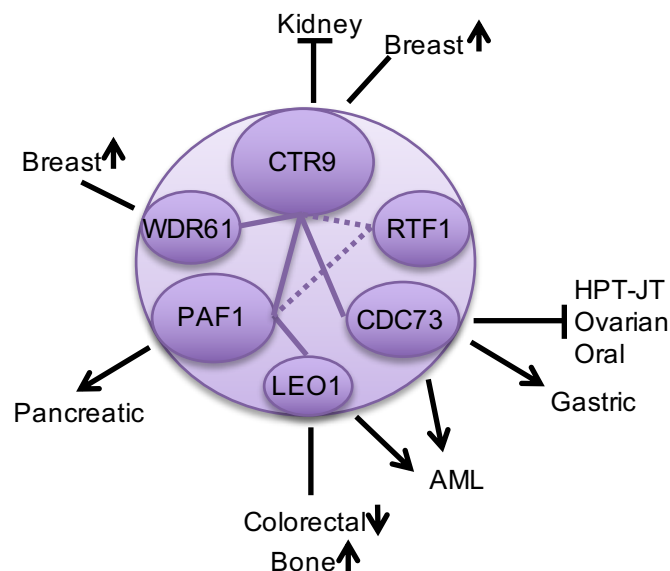 Kidney
Breast
Breast
CTR9
WDR61
RTF1
PAF1
CDC73
LEO1
HPT-JT
Ovarian
Oral
Gastric
Pancreatic
AML
Colorectal
Bone